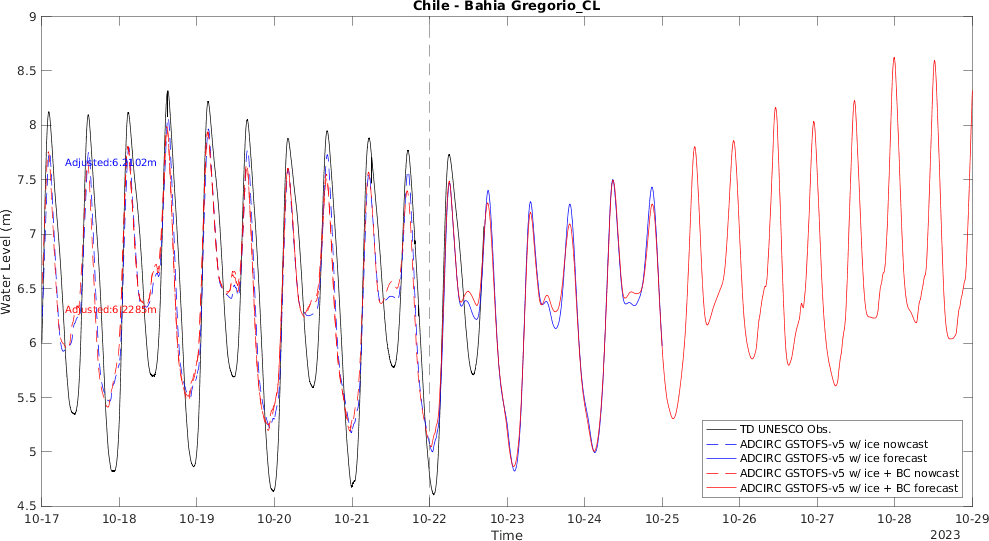 Chile - Bahia Gregorio_CL
9
8.5
8
7.5
7
6.5
6
5.5
5
4.5
Water Level (m)
Adjusted:6.2102m
Adjusted:6.2285m
TD UNESCO Obs.
ADCIRC GSTOFS-v5 w/ ice nowcast
ADCIRC GSTOFS-v5 w/ ice forecast
ADCIRC GSTOFS-v5 w/ ice + BC nowcast
ADCIRC GSTOFS-v5 w/ ice + BC forecast
10-17 10-18 10-19 10-20 10-21 10-22 10-23 10-24 10-25 10-26 10-27 10-28 10-29
Time
2023